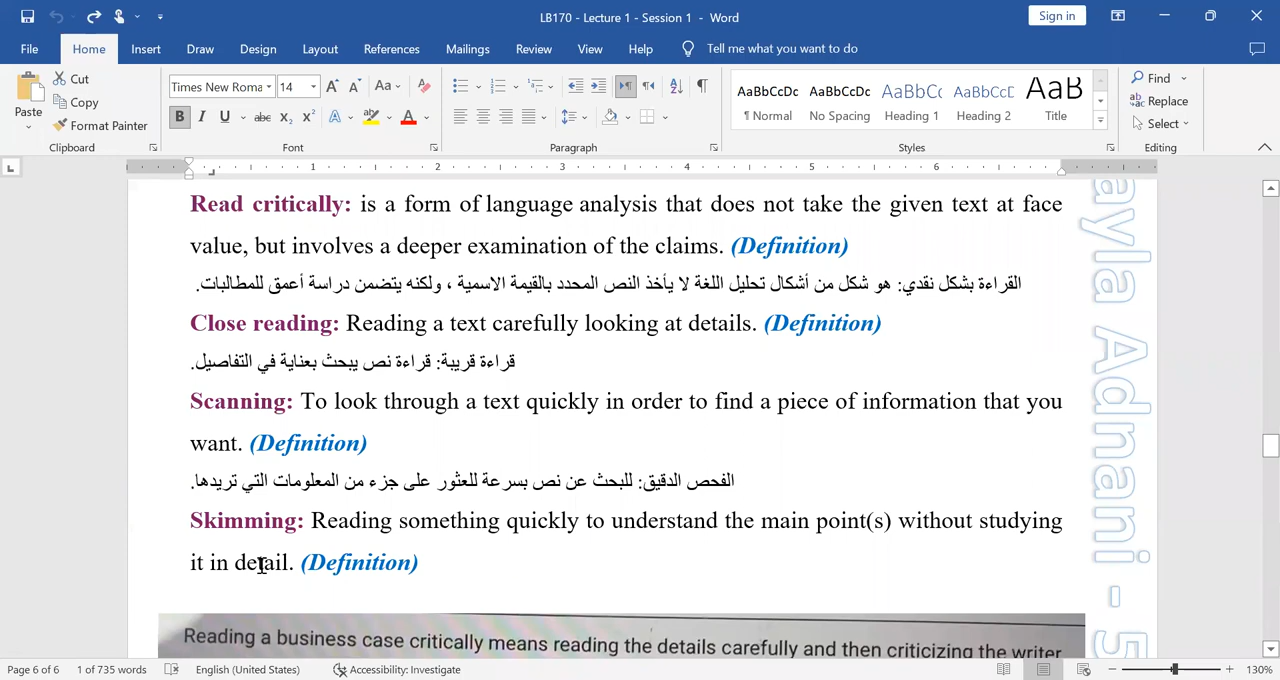 LB170 - Lecture 1 - Session 1 - Word
Sign in
File Home Insert Draw Design Layout References Mailings Review View Help Tell me what you want to do
Paste
Cut
Copy
Format Painter
Clipboard
Times New Roma 14
Font
Paragraph
AaBbCcDc AaBbCcDc AaBbCc AaBbCcD AaB
¶ Normal No Spacing Heading 1 Heading 2 Title
Styles
Find
Replace
Select
Editing
1 2 3 4 5 6
Read critically: is a form of language analysis that does not take the given text at face
value, but involves a deeper examination of the claims. (Definition)
القراءة بشكل نقدي: هو شكل من أشكال تحليل اللغة لا يأخذ النص المحدد بالقيمة الاسمية ، ولكنه يتضمن دراسة أعمق للمطالبات.
Close reading: Reading a text carefully looking at details. (Definition)
قراءة قريبة: قراءة نص يبحث بعناية في التفاصيل.
Scanning: To look through a text quickly in order to find a piece of information that you
want. (Definition)
الفحص الدقيق: للبحث عن نص بسرعة للعثور على جزء من المعلومات التي تريدها.
Skimming: Reading something quickly to understand the main point(s) without studying
it in detail. (Definition)
Reading a business case critically means reading the details carefully and then criticizing the writer
ayla Adnani - 5
Page 6 of 6 1 of 735 words English (United States) Accessibility: Investigate 130%